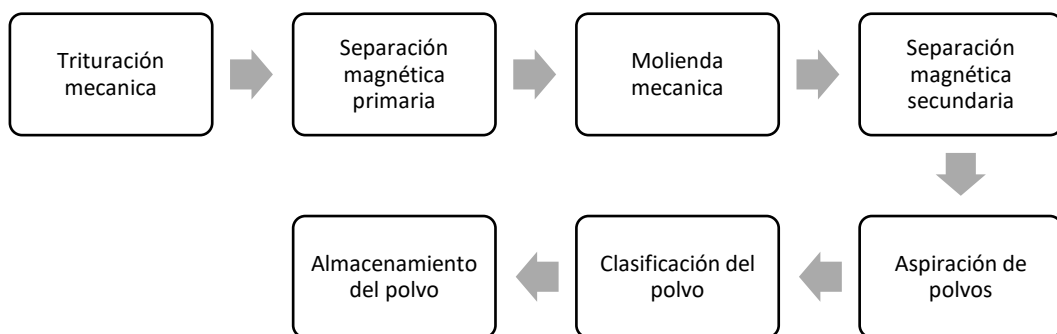 Trituración
mecanica
Separación
magnética
primaria
Molienda
mecanica
Separación
magnética
secundaria
Aspiración de
polvos
Clasificación del
polvo
Almacenamiento
del polvo